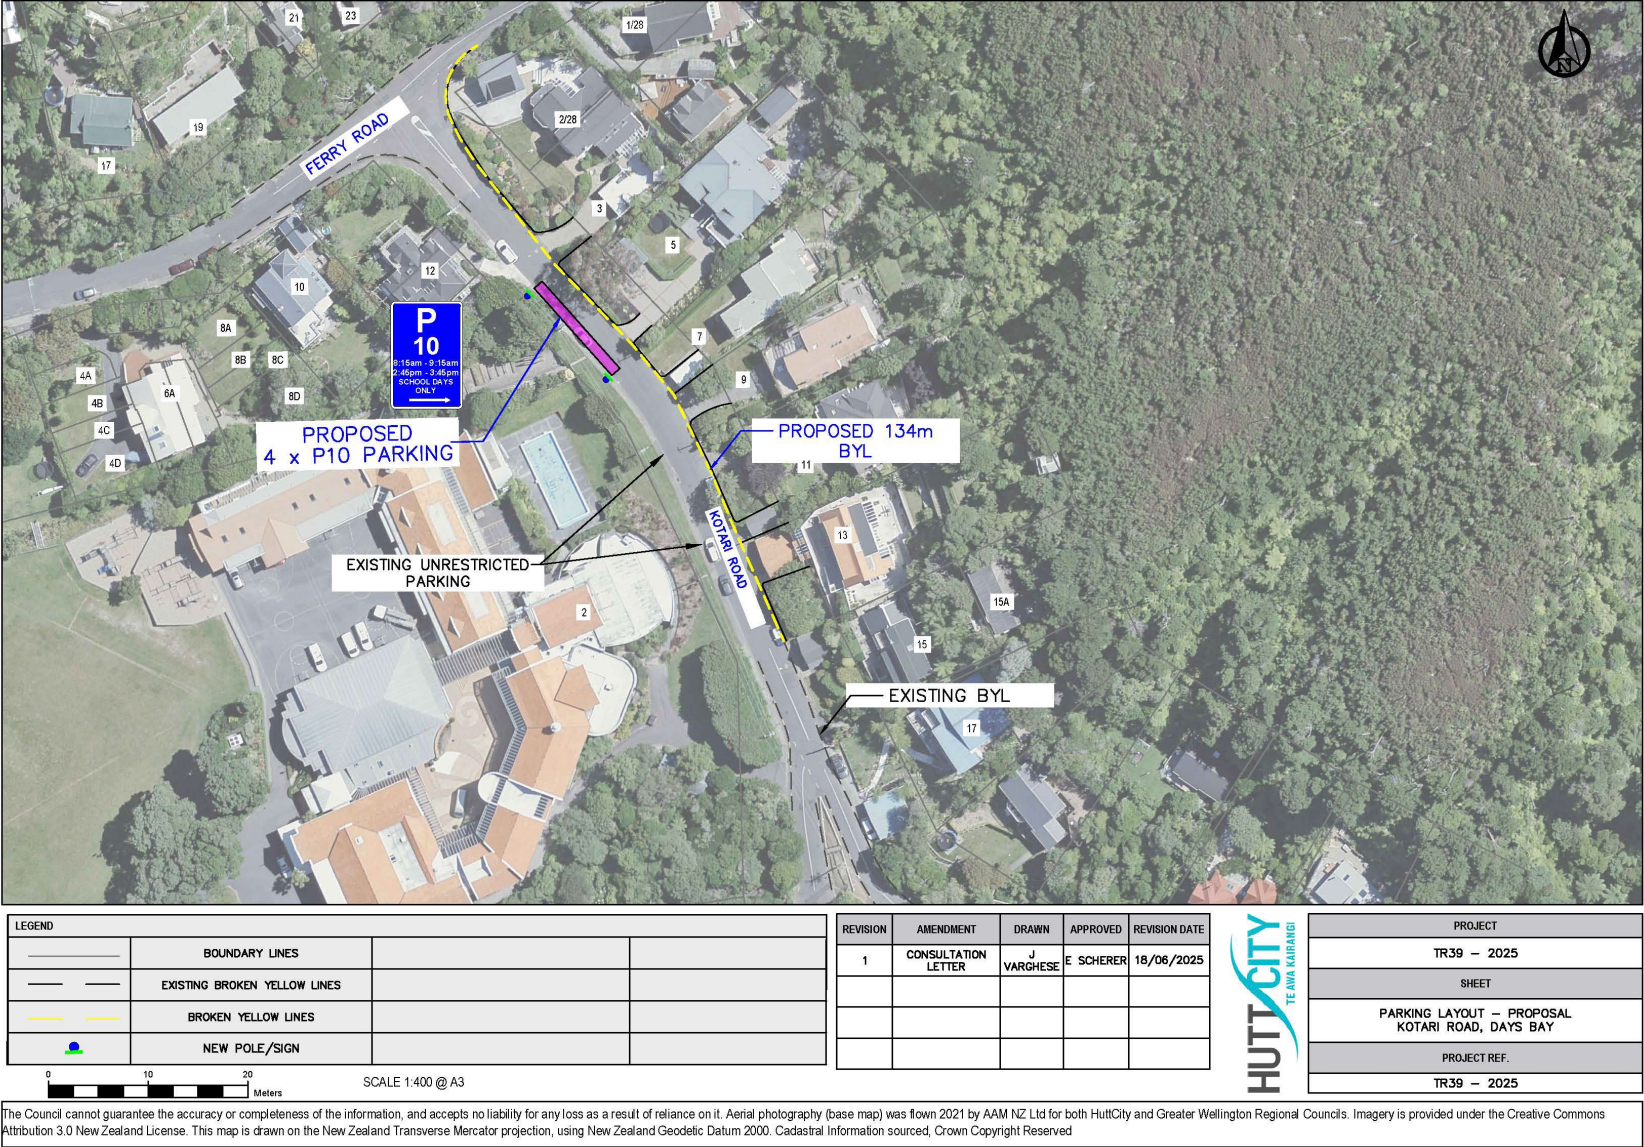 21
23
1/28
N
19
17
2/28
FERRY ROAD
3
5
12
10
P
10
8:15am - 9:15am
2:45pm - 3:45pm
SCHOOL DAYS
ONLY
7
8A
8B
8C
8D
9
4A
4B
4C
4D
6A
PROPOSED
4 x P10 PARKING
PROPOSED 134m
BYL
11
KOTARI ROAD
13
EXISTING UNRESTRICTED
PARKING
2
15A
15
EXISTING BYL
17
LEGEND
BOUNDARY LINES
EXISTING BROKEN YELLOW LINES
BROKEN YELLOW LINES
NEW POLE/SIGN
0 10 20
Meters
SCALE 1:400 @ A3
REVISION AMENDMENT DRAWN APPROVED REVISION DATE
1 CONSULTATION LETTER J VARGHESE E SCHERER 18/06/2025
HUTT CITY
TE AWA KAIRANGI
PROJECT
TR39 - 2025
SHEET
PARKING LAYOUT - PROPOSAL
KOTARI ROAD, DAYS BAY
PROJECT REF.
TR39 - 2025
The Council cannot guarantee the accuracy or completeness of the information, and accepts no liability for any loss as a result of reliance on it. Aerial photography (base map) was flown 2021 by AAM NZ Ltd for both HuttCity and Greater Wellington Regional Councils. Imagery is provided under the Creative Commons
Attribution 3.0 New Zealand License. This map is drawn on the New Zealand Transverse Mercator projection, using New Zealand Geodetic Datum 2000. Cadastral Information sourced, Crown Copyright Reserved